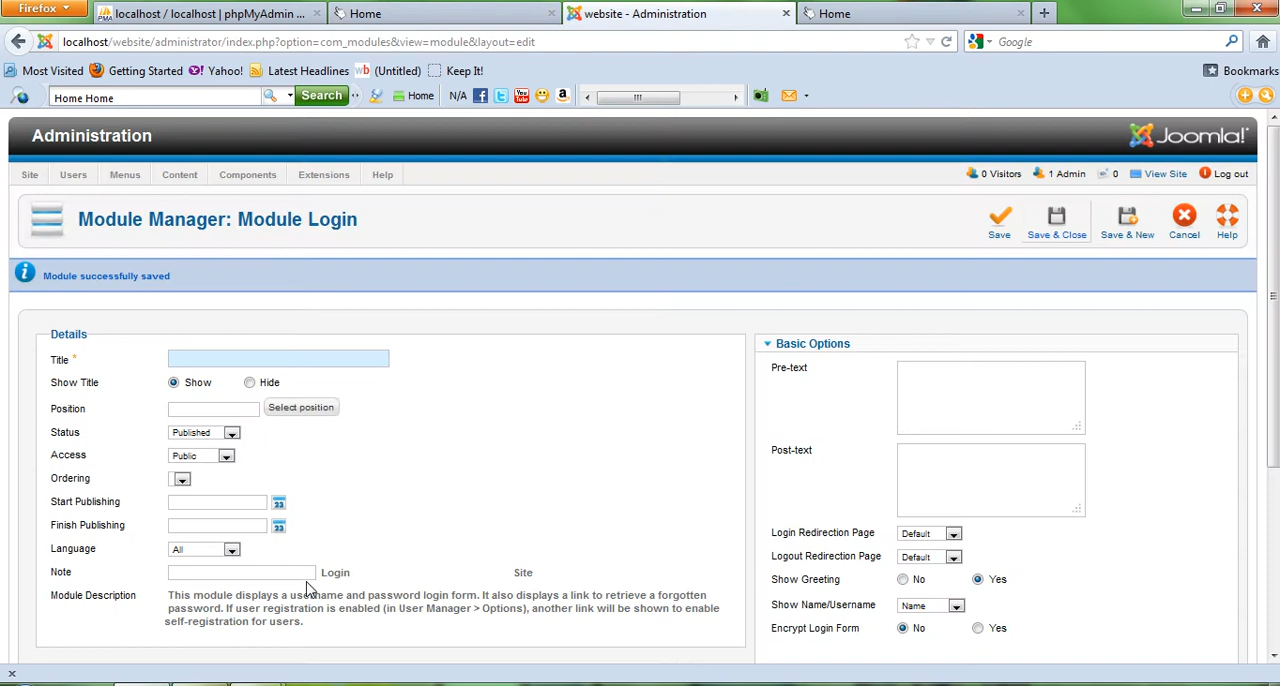 Firefox
localhost / localhost | phpMyAdmin ...
Home
website - Administration
Home
localhost/website/administrator/index.php?option=com_modules&view=module&layout=edit
Google
Most Visited Getting Started Yahoo! Latest Headlines (Untitled) Keep It! Bookmarks
Home Home Search Home N/A
Administration Joomla!
Site Users Menus Content Components Extensions Help 0 Visitors 1 Admin 0 View Site Log out
Module Manager: Module Login
Save Save & Close Save & New Cancel Help
Module successfully saved
Details
Title *
Show Title Show Hide
Position Select position
Status Published
Access Public
Ordering
Start Publishing 23
Finish Publishing 23
Language All
Note Login Site
Module Description This module displays a username and password login form. It also displays a link to retrieve a forgotten
password. If user registration is enabled (in User Manager > Options), another link will be shown to enable
self-registration for users.
Basic Options
Pre-text
Post-text
Login Redirection Page Default
Logout Redirection Page Default
Show Greeting No Yes
Show Name/Username Name
Encrypt Login Form No Yes